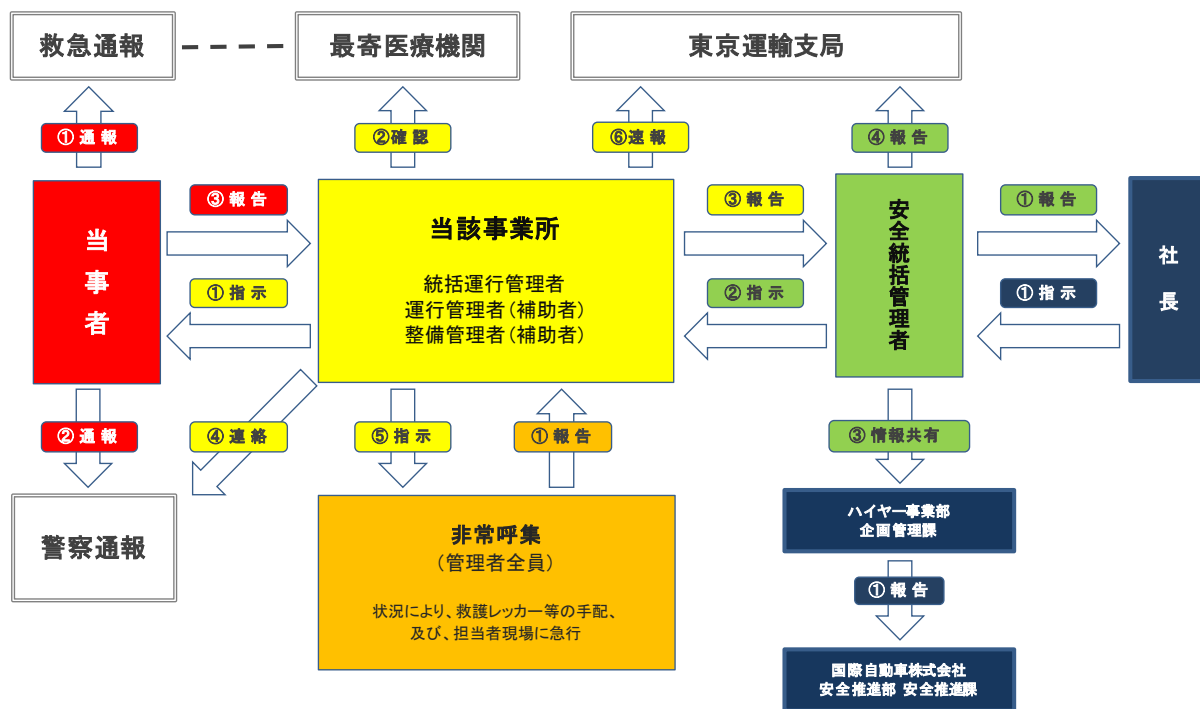 救急通報
最寄医療機関
東京運輸支局
①通報
②確認
⑥速報
④報告
当事者
③報告
①指示
当該事業所
統括運行管理者
運行管理者(補助者)
整備管理者(補助者)
③報告
②指示
安全統括管理者
①報告
①指示
社長
②通報
④連絡
⑤指示
①報告
③情報共有
警察通報
非常呼集
(管理者全員)
状況により、救護レッカー等の手配、
及び、担当者現場に急行
ハイヤー事業部
企画管理課
①報告
国際自動車株式会社
安全推進部 安全推進課